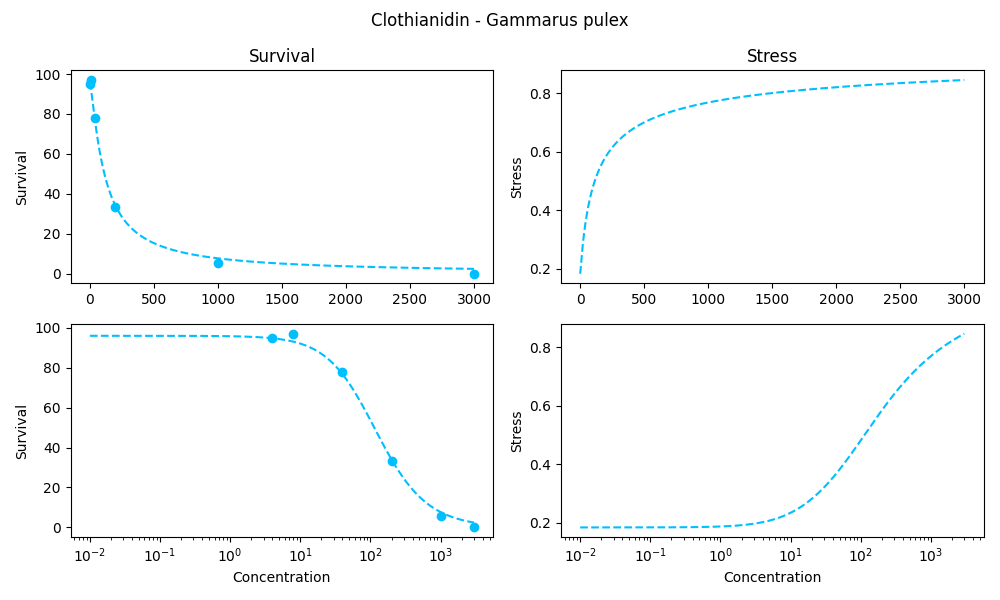 Clothianidin - Gammarus pulex
Survival
Stress
Survival
100
80
60
40
20
0
0 500 1000 1500 2000 2500 3000
Stress
0.8
0.6
0.4
0.2
0 500 1000 1500 2000 2500 3000
Survival
100
80
60
40
20
0
10⁻² 10⁻¹ 10⁰ 10¹ 10² 10³
Concentration
Stress
0.8
0.6
0.4
0.2
10⁻² 10⁻¹ 10⁰ 10¹ 10² 10³
Concentration